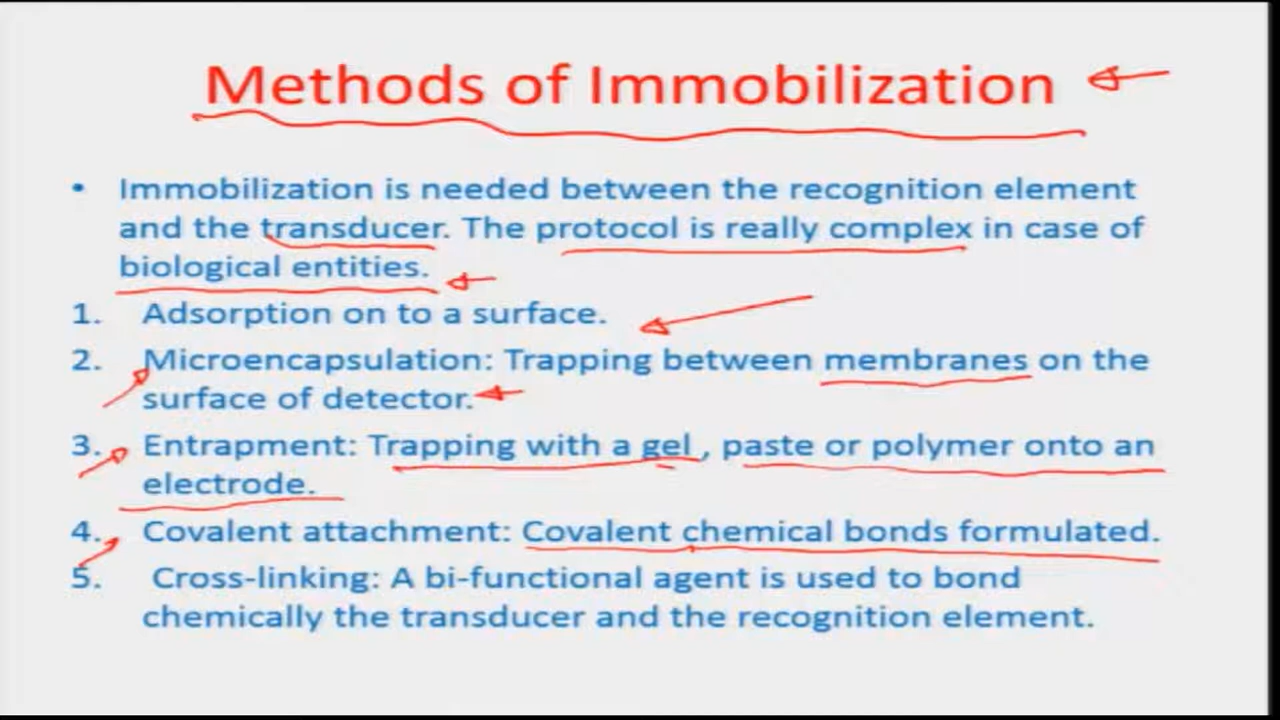 Methods of Immobilization
• Immobilization is needed between the recognition element
and the transducer. The protocol is really complex in case of
biological entities.
1. Adsorption on to a surface.
2. Microencapsulation: Trapping between membranes on the
surface of detector.
3. Entrapment: Trapping with a gel , paste or polymer onto an
electrode.
4. Covalent attachment: Covalent chemical bonds formulated.
5. Cross-linking: A bi-functional agent is used to bond
chemically the transducer and the recognition element.